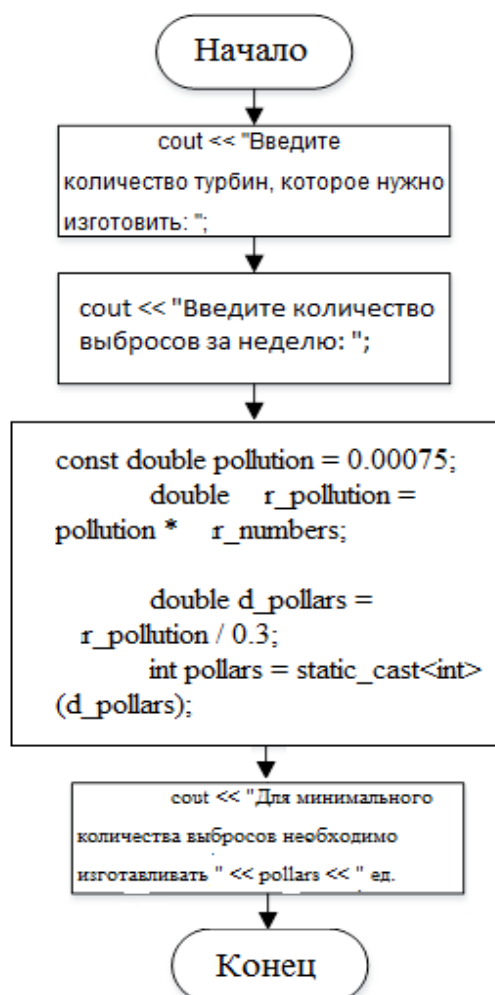 Начало
cout << "Введите
количество турбин, которое нужно
изготовить: ";
cout << "Введите количество
выбросов за неделю: ";
const double pollution = 0.00075;
double r_pollution =
pollution * r_numbers;
double d_pollars =
r_pollution / 0.3;
int pollars = static_cast<int>
(d_pollars);
cout << "Для минимального
количества выбросов необходимо
изготавливать " << pollars << " ед.
Конец